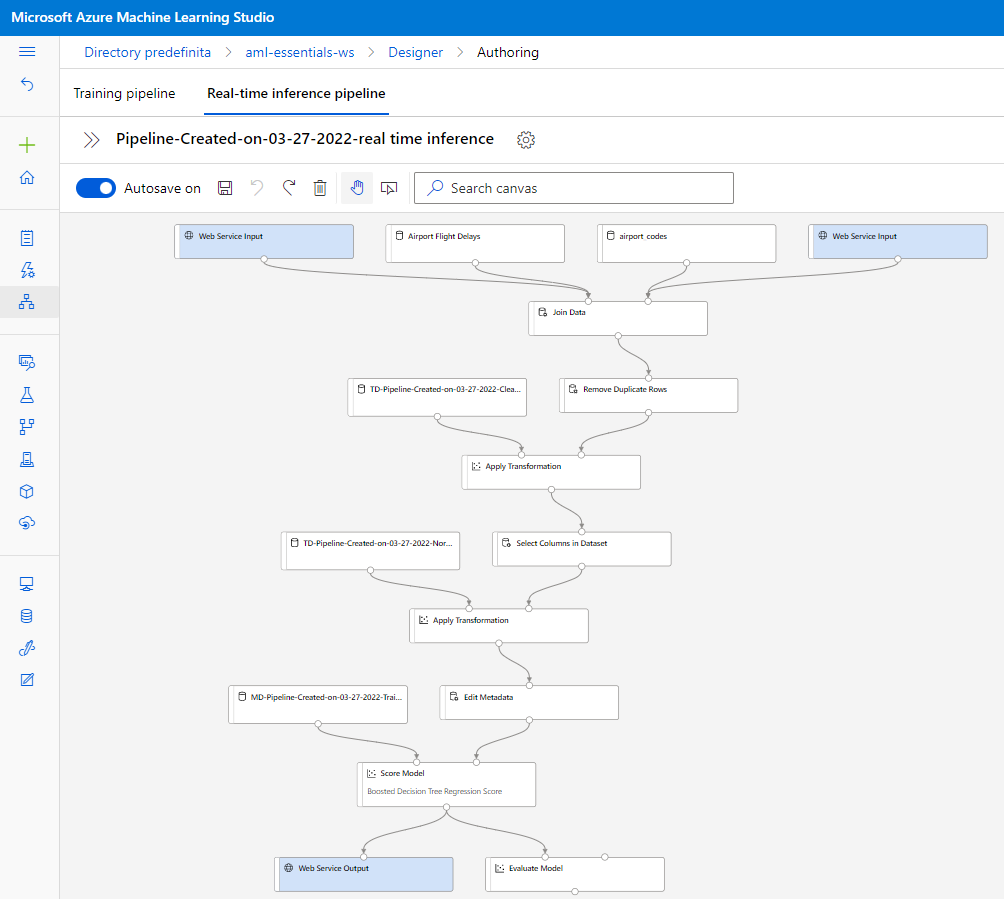 Microsoft Azure Machine Learning Studio
Directory predefinita > aml-essentials-ws > Designer > Authoring
Training pipeline Real-time inference pipeline
Pipeline-Created-on-03-27-2022-real time inference
Autosave on Search canvas
Web Service Input Airport Flight Delays airport_codes Web Service Input
Join Data
TD-Pipeline-Created-on-03-27-2022-Clea... Remove Duplicate Rows
Apply Transformation
TD-Pipeline-Created-on-03-27-2022-Nor... Select Columns in Dataset
Apply Transformation
MD-Pipeline-Created-on-03-27-2022-Trai... Edit Metadata
Score Model
Boosted Decision Tree Regression Score
Web Service Output Evaluate Model